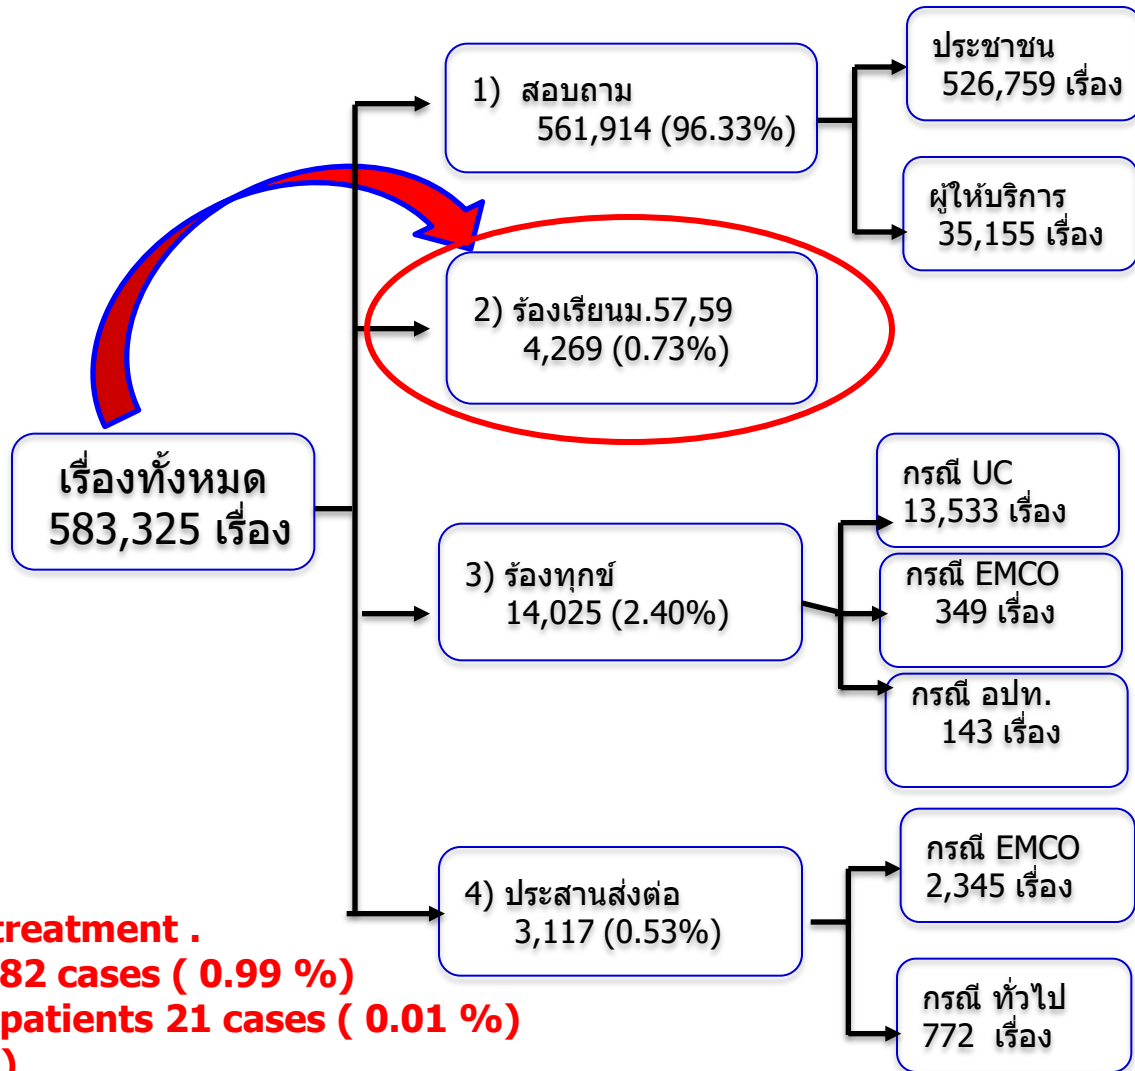 ประชาชน
526,759 เรื่อง
1) สอบถาม
561,914 (96.33%)
ผู้ให้บริการ
35,155 เรื่อง
2) ร้องเรียนม.57,59
4,269 (0.73%)
เรื่องทั้งหมด
583,325 เรื่อง
กรณี UC
13,533 เรื่อง
3) ร้องทุกข์
14,025 (2.40%)
กรณี EMCO
349 เรื่อง
กรณี อปท.
143 เรื่อง
กรณี EMCO
2,345 เรื่อง
4) ประสานส่งต่อ
3,117 (0.53%)
กรณี ทั่วไป
772 เรื่อง
treatment .
82 cases ( 0.99 %)
patients 21 cases ( 0.01 %)
)